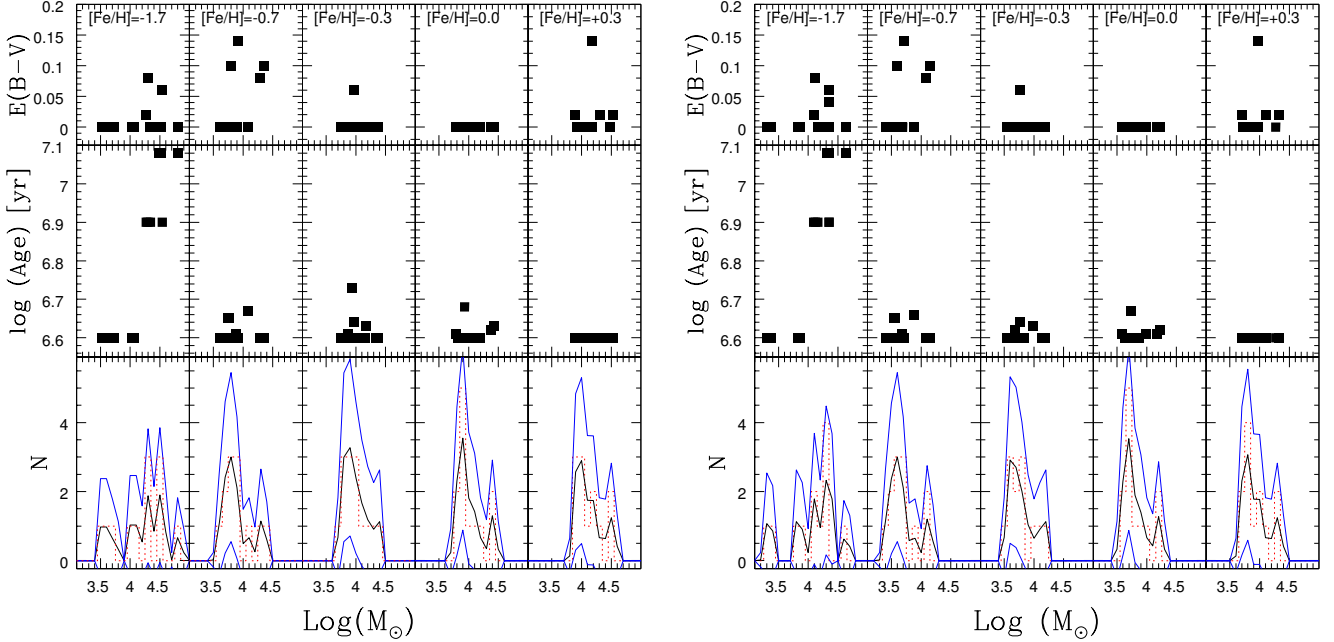 [Fe/H]=-1.7 [Fe/H]=-0.7 [Fe/H]=-0.3 [Fe/H]=0.0 [Fe/H]=+0.3
E(B-V)
0.2
0.15
0.1
0.05
0
log (Age) [yr]
7.1
7
6.9
6.8
6.7
6.6
N
4
2
0
3.5 4 4.5 3.5 4 4.5 3.5 4 4.5 3.5 4 4.5 3.5 4 4.5
Log(M⊙)
[Fe/H]=-1.7 [Fe/H]=-0.7 [Fe/H]=-0.3 [Fe/H]=0.0 [Fe/H]=+0.3
E(B-V)
0.2
0.15
0.1
0.05
0
log (Age) [yr]
7.1
7
6.9
6.8
6.7
6.6
N
4
2
0
3.5 4 4.5 3.5 4 4.5 3.5 4 4.5 3.5 4 4.5 3.5 4 4.5
Log (M⊙)